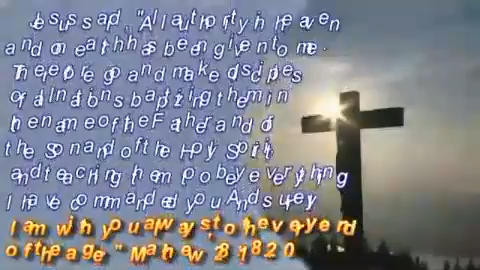 Jesus said, "All authority in heaven
and on earth has been given to me.
Therefore go and make disciples
of all nations baptizing them in
the name of the Father and of
the Son and of the Holy Spirit
and teaching them to obey everything
I have commanded you And surely
I am with you always, to the very end
of the age." Matthew 28 1820